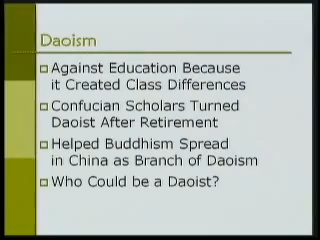 Daoism
Against Education Because
it Created Class Differences
Confucian Scholars Turned
Daoist After Retirement
Helped Buddhism Spread
in China as Branch of Daoism
Who Could be a Daoist?